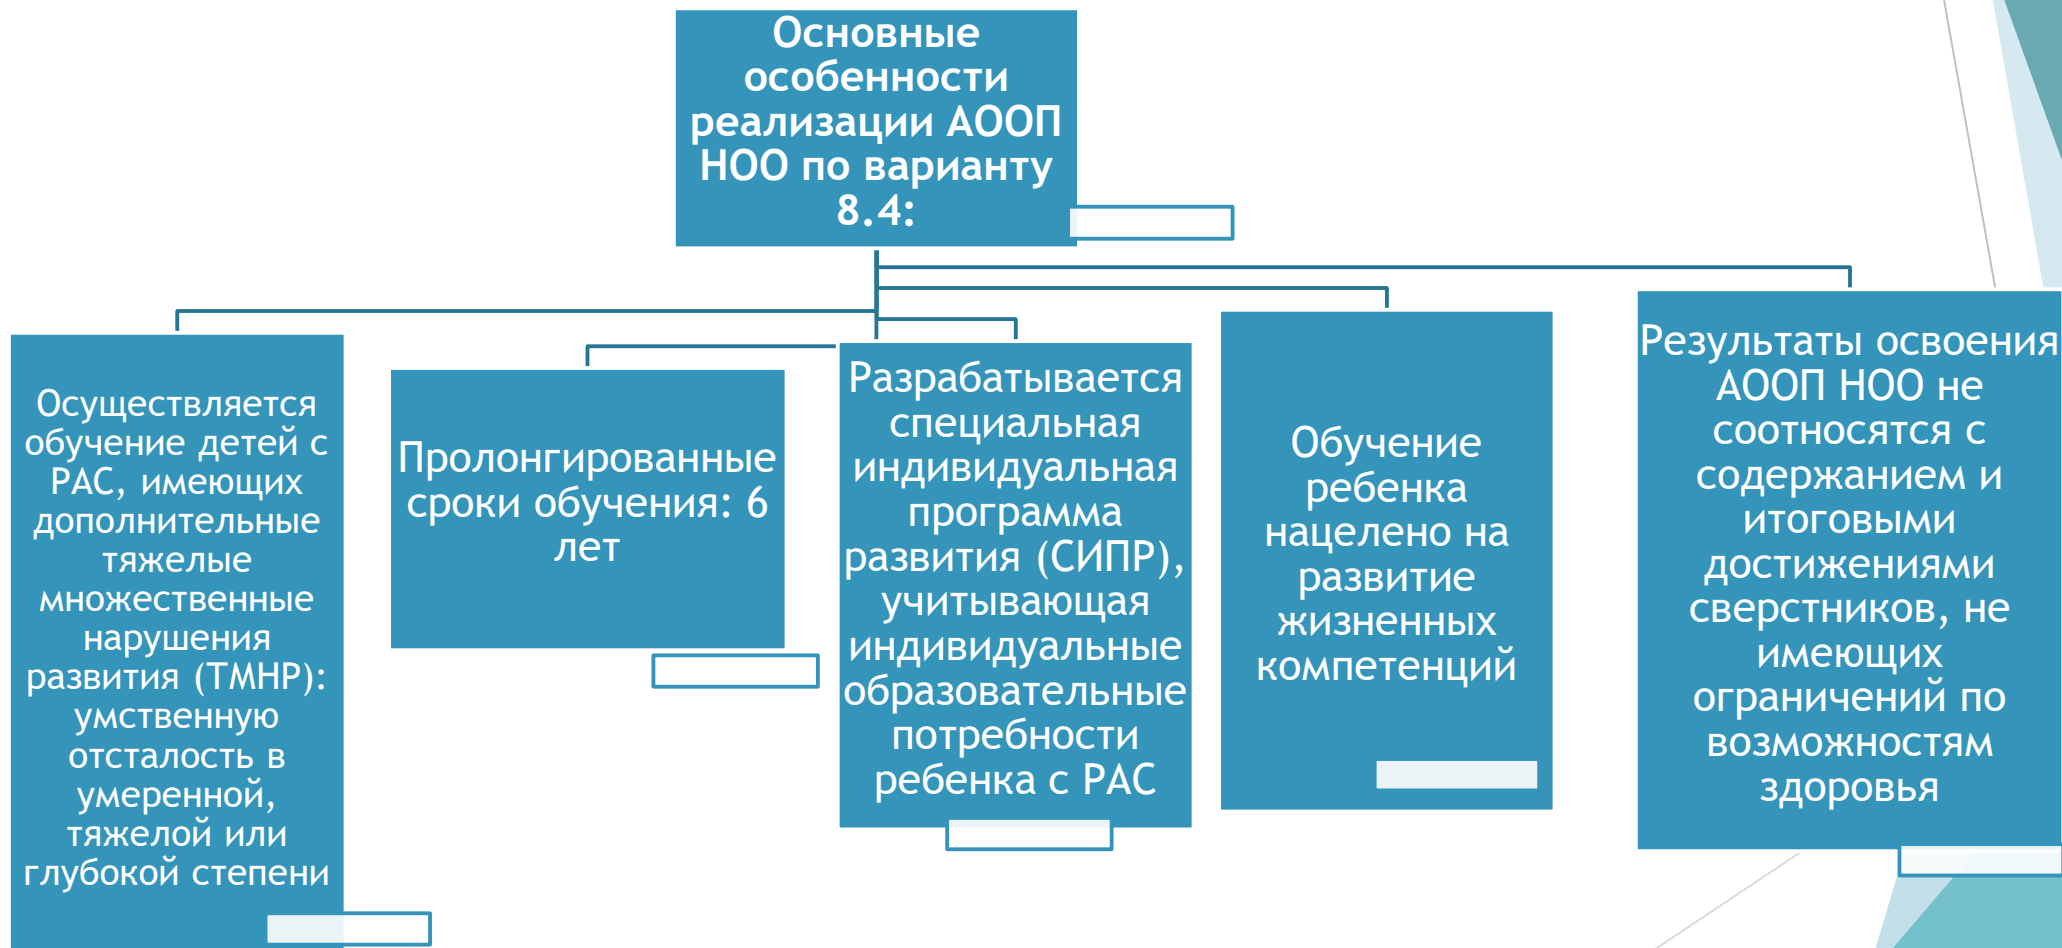 Основные
особенности
реализации АООП
НОО по варианту
8.4:
Осуществляется
обучение детей с
РАС, имеющих
дополнительные
тяжелые
множественные
нарушения
развития (ТМНР):
умственную
отсталость в
умеренной,
тяжелой или
глубокой степени
Пролонгированные
сроки обучения: 6
лет
Разрабатывается
специальная
индивидуальная
программа
развития (СИПР),
учитывающая
индивидуальные
образовательные
потребности
ребенка с РАС
Обучение
ребенка
нацелено на
развитие
жизненных
компетенций
Результаты освоения
АООП НОО не
соотносятся с
содержанием и
итоговыми
достижениями
сверстников, не
имеющих
ограничений по
возможностям
здоровья